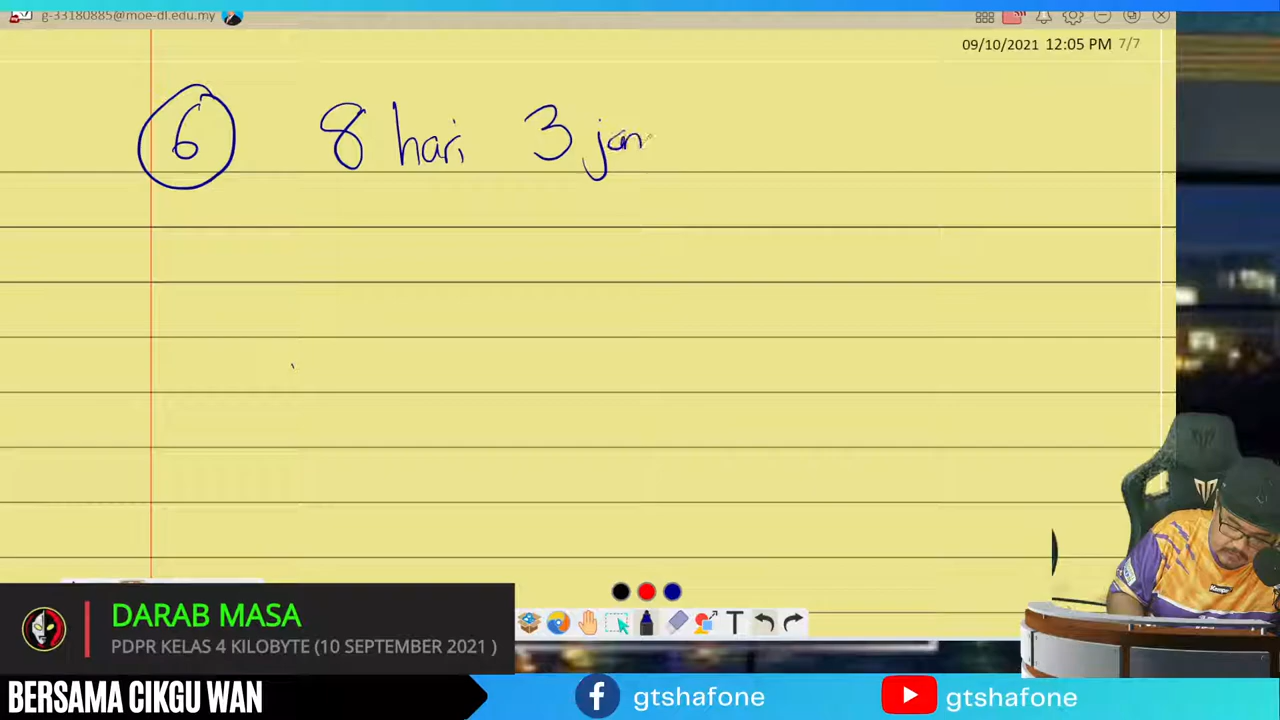 g-33180885@moe-dl.edu.my
09/10/2021 12:05 PM 7/7
6 8 hari 3 jam
DARAB MASA
PDPR KELAS 4 KILOBYTE (10 SEPTEMBER 2021 )
BERSAMA CIKGU WAN
gtshafone
gtshafone